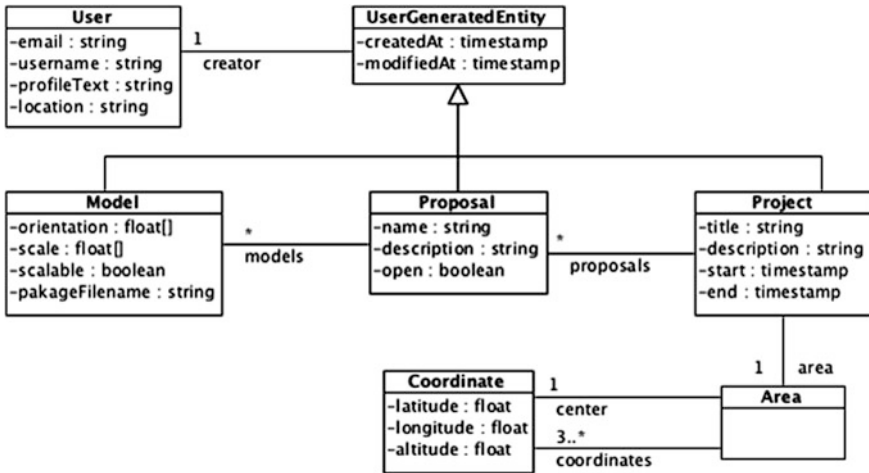 User
-email : string
-username : string
-profileText : string
-location : string
1
creator
UserGeneratedEntity
-createdAt : timestamp
-modifiedAt : timestamp
Model
-orientation : float[]
-scale : float[]
-scalable : boolean
-pakageFilename : string
*
models
Proposal
-name : string
-description : string
-open : boolean
*
proposals
Project
-title : string
-description : string
-start : timestamp
-end : timestamp
1 area
Coordinate
-latitude : float
-longitude : float
-altitude : float
1
center
3..*
coordinates
Area